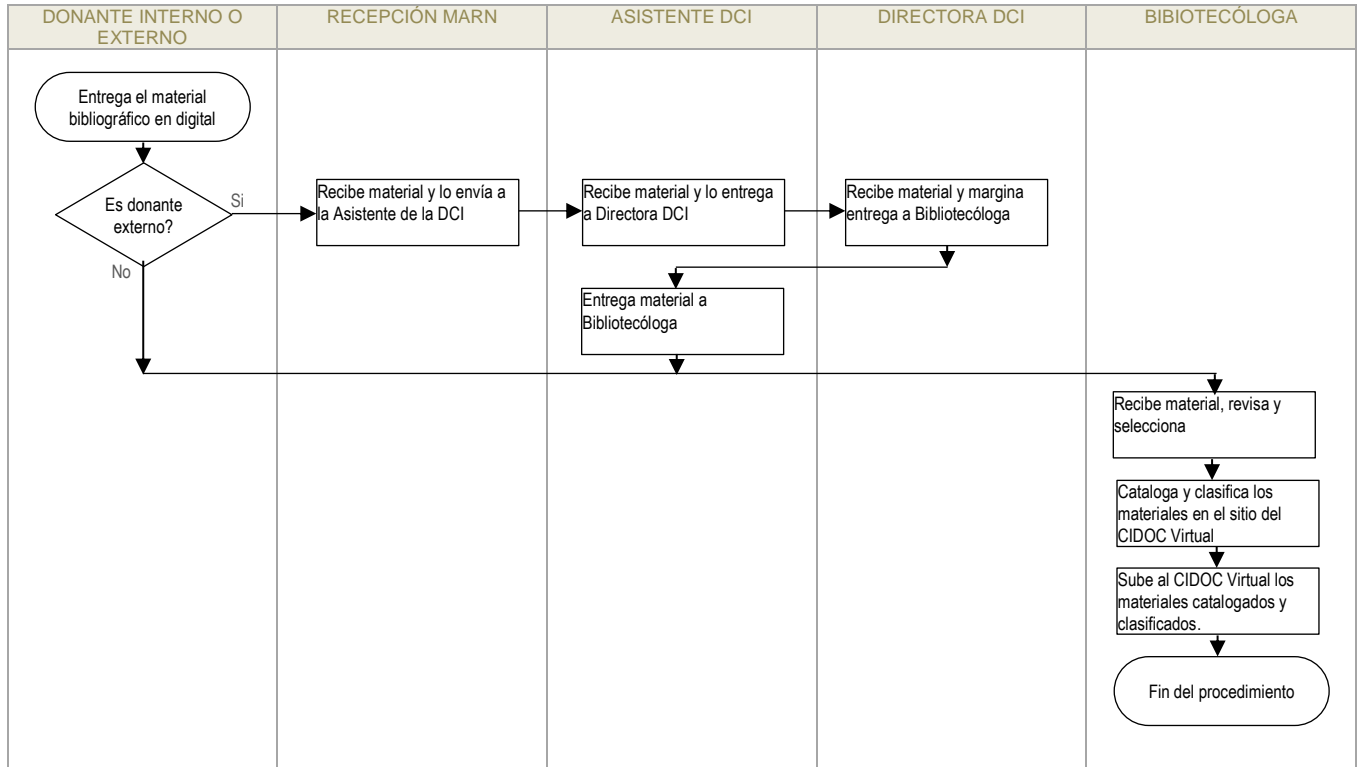 DONANTE INTERNO O
EXTERNO
RECEPCIÓN MARN
ASISTENTE DCI
DIRECTORA DCI
BIBIOTECÓLOGA
Entrega el material
bibliográfico en digital
Es donante
externo?
Si
No
Recibe material y lo envía a
la Asistente de la DCI
Recibe material y lo entrega
a Directora DCI
Recibe material y margina
entrega a Bibliotecóloga
Entrega material a
Bibliotecóloga
Recibe material, revisa y
selecciona
Cataloga y clasifica los
materiales en el sitio del
CIDOC Virtual
Sube al CIDOC Virtual los
materiales catalogados y
clasificados.
Fin del procedimiento